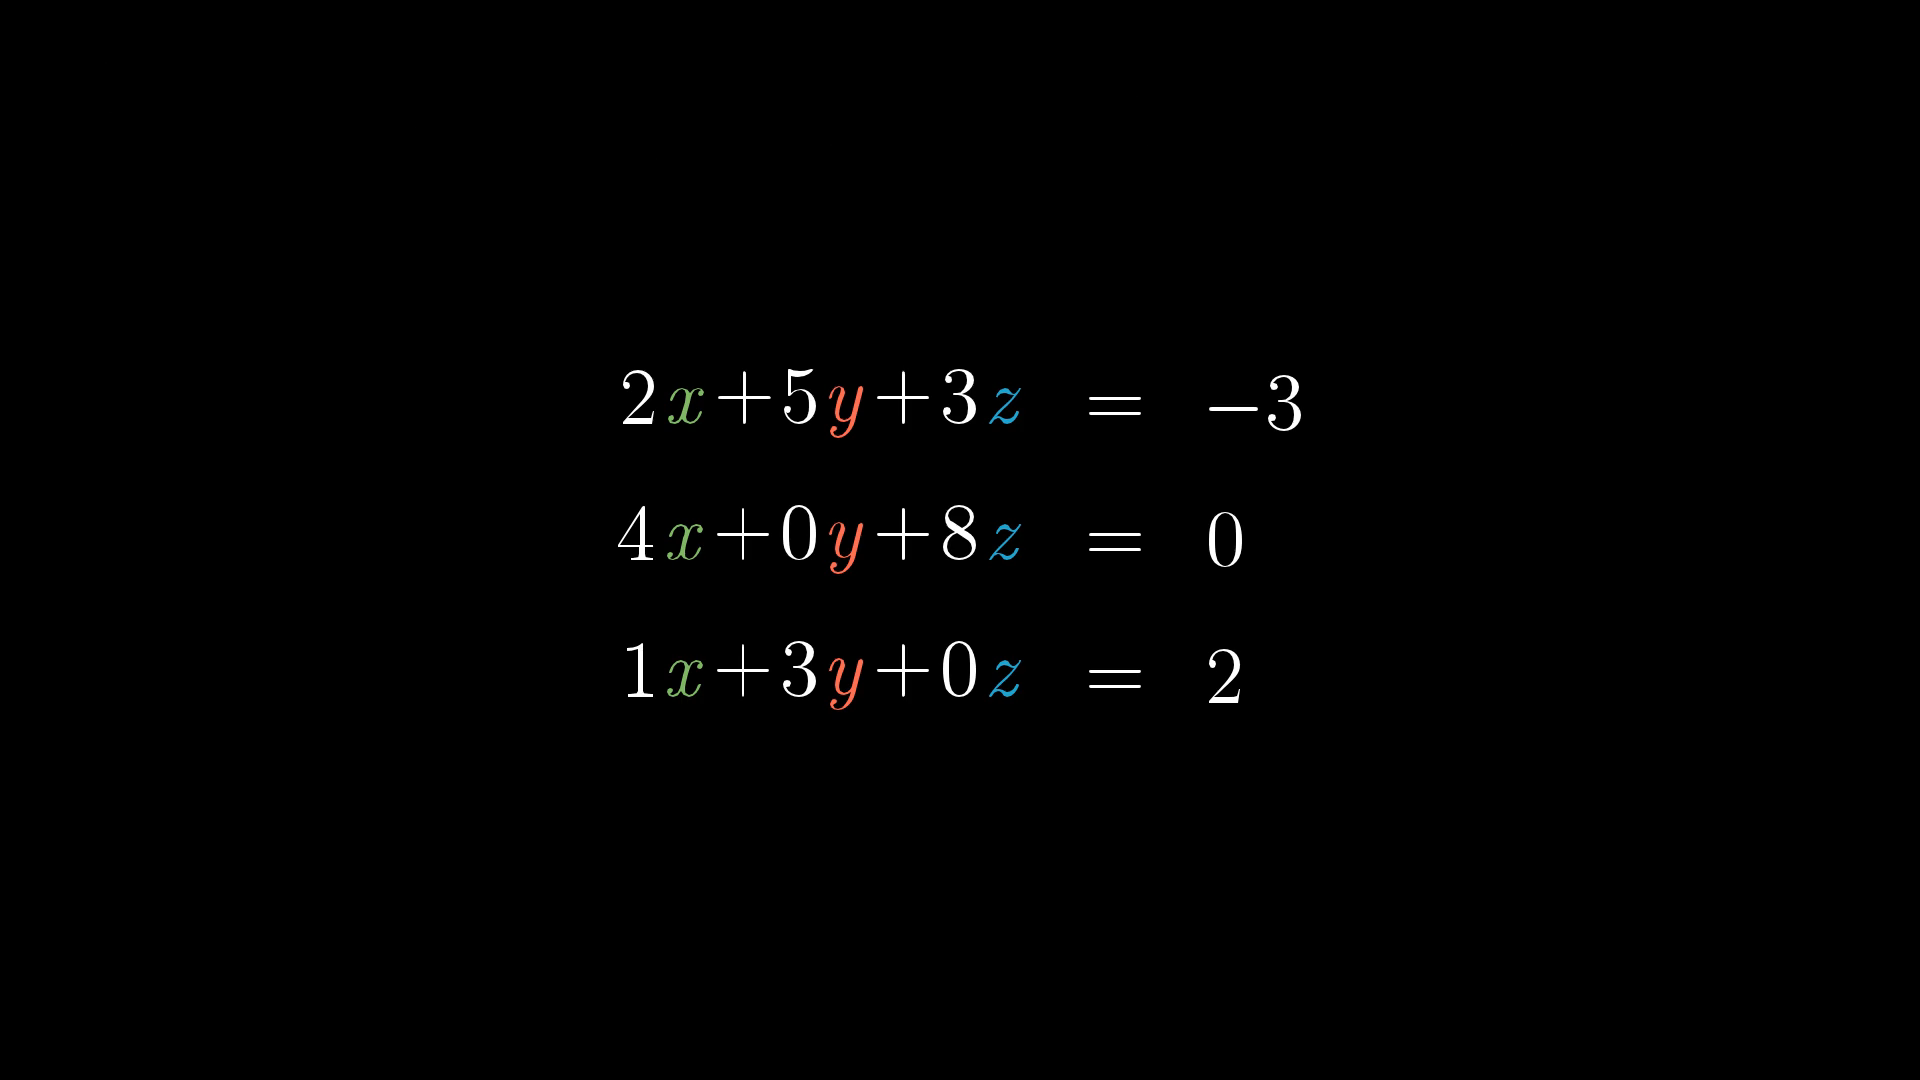 2x+5y+3z = −3
4x+0y+8z = 0
1x+3y+0z = 2